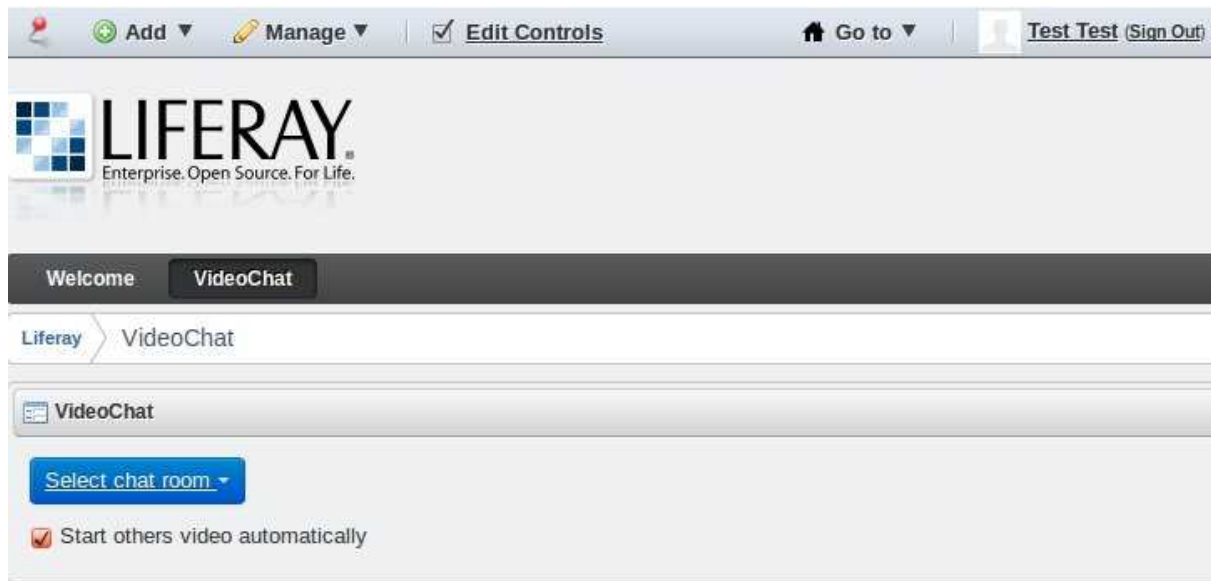 Add ▼ Manage ▼ Edit Controls Go to ▼ Test Test (Sign Out)
LIFERAY®
Enterprise. Open Source. For Life.
Welcome VideoChat
Liferay VideoChat
VideoChat
Select chat room
Start others video automatically